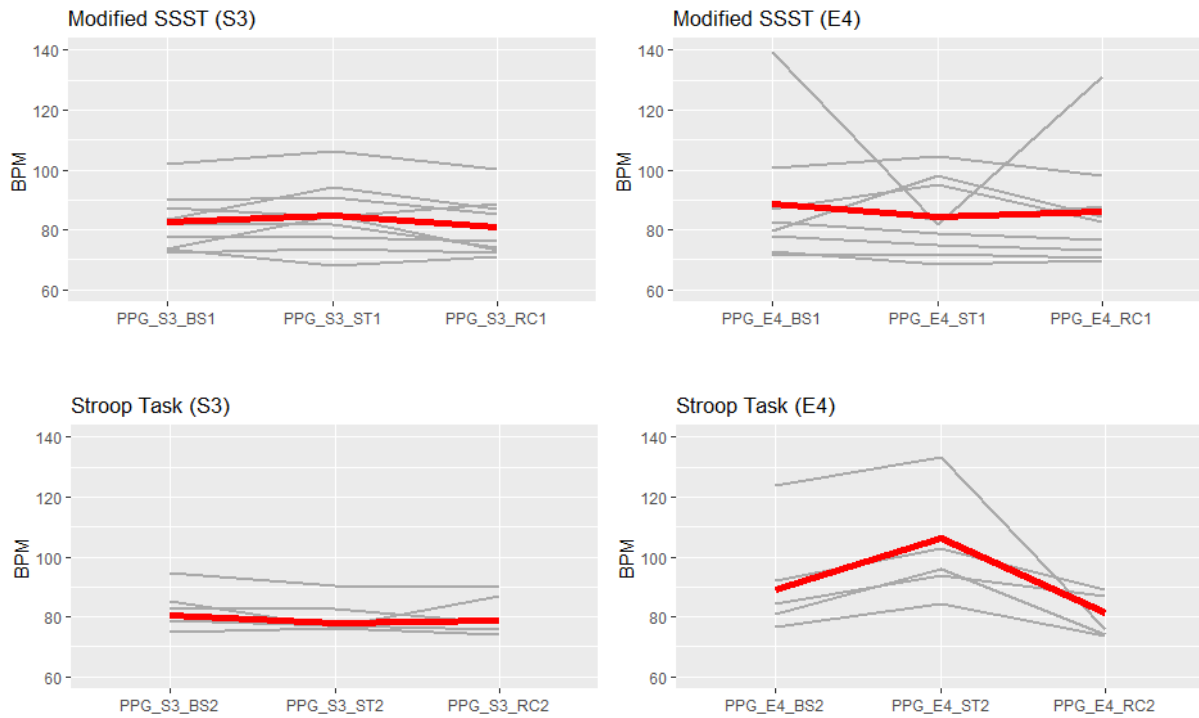 Modified SSST (S3)
BPM
140
120
100
80
60
PPG_S3_BS1 PPG_S3_ST1 PPG_S3_RC1
Modified SSST (E4)
BPM
140
120
100
80
60
PPG_E4_BS1 PPG_E4_ST1 PPG_E4_RC1
Stroop Task (S3)
BPM
140
120
100
80
60
PPG_S3_BS2 PPG_S3_ST2 PPG_S3_RC2
Stroop Task (E4)
BPM
140
120
100
80
60
PPG_E4_BS2 PPG_E4_ST2 PPG_E4_RC2